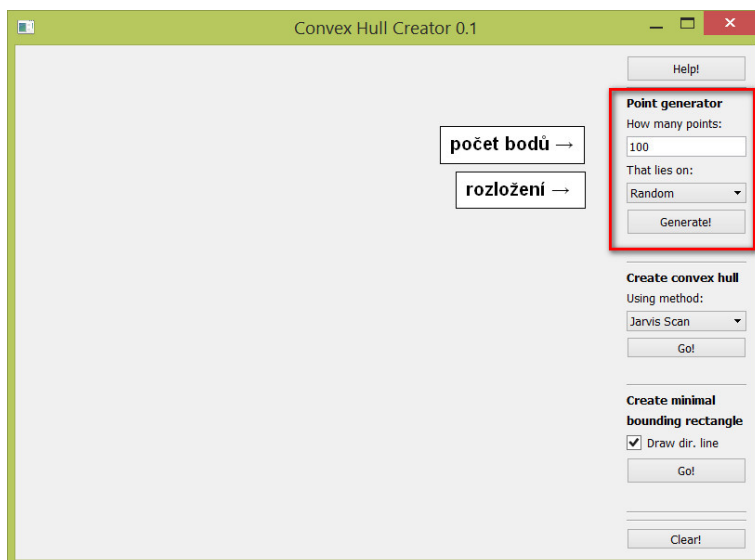 Convex Hull Creator 0.1
Help!
Point generator
How many points:
počet bodů →
100
That lies on:
rozložení →
Random
Generate!
Create convex hull
Using method:
Jarvis Scan
Go!
Create minimal
bounding rectangle
Draw dir. line
Go!
Clear!